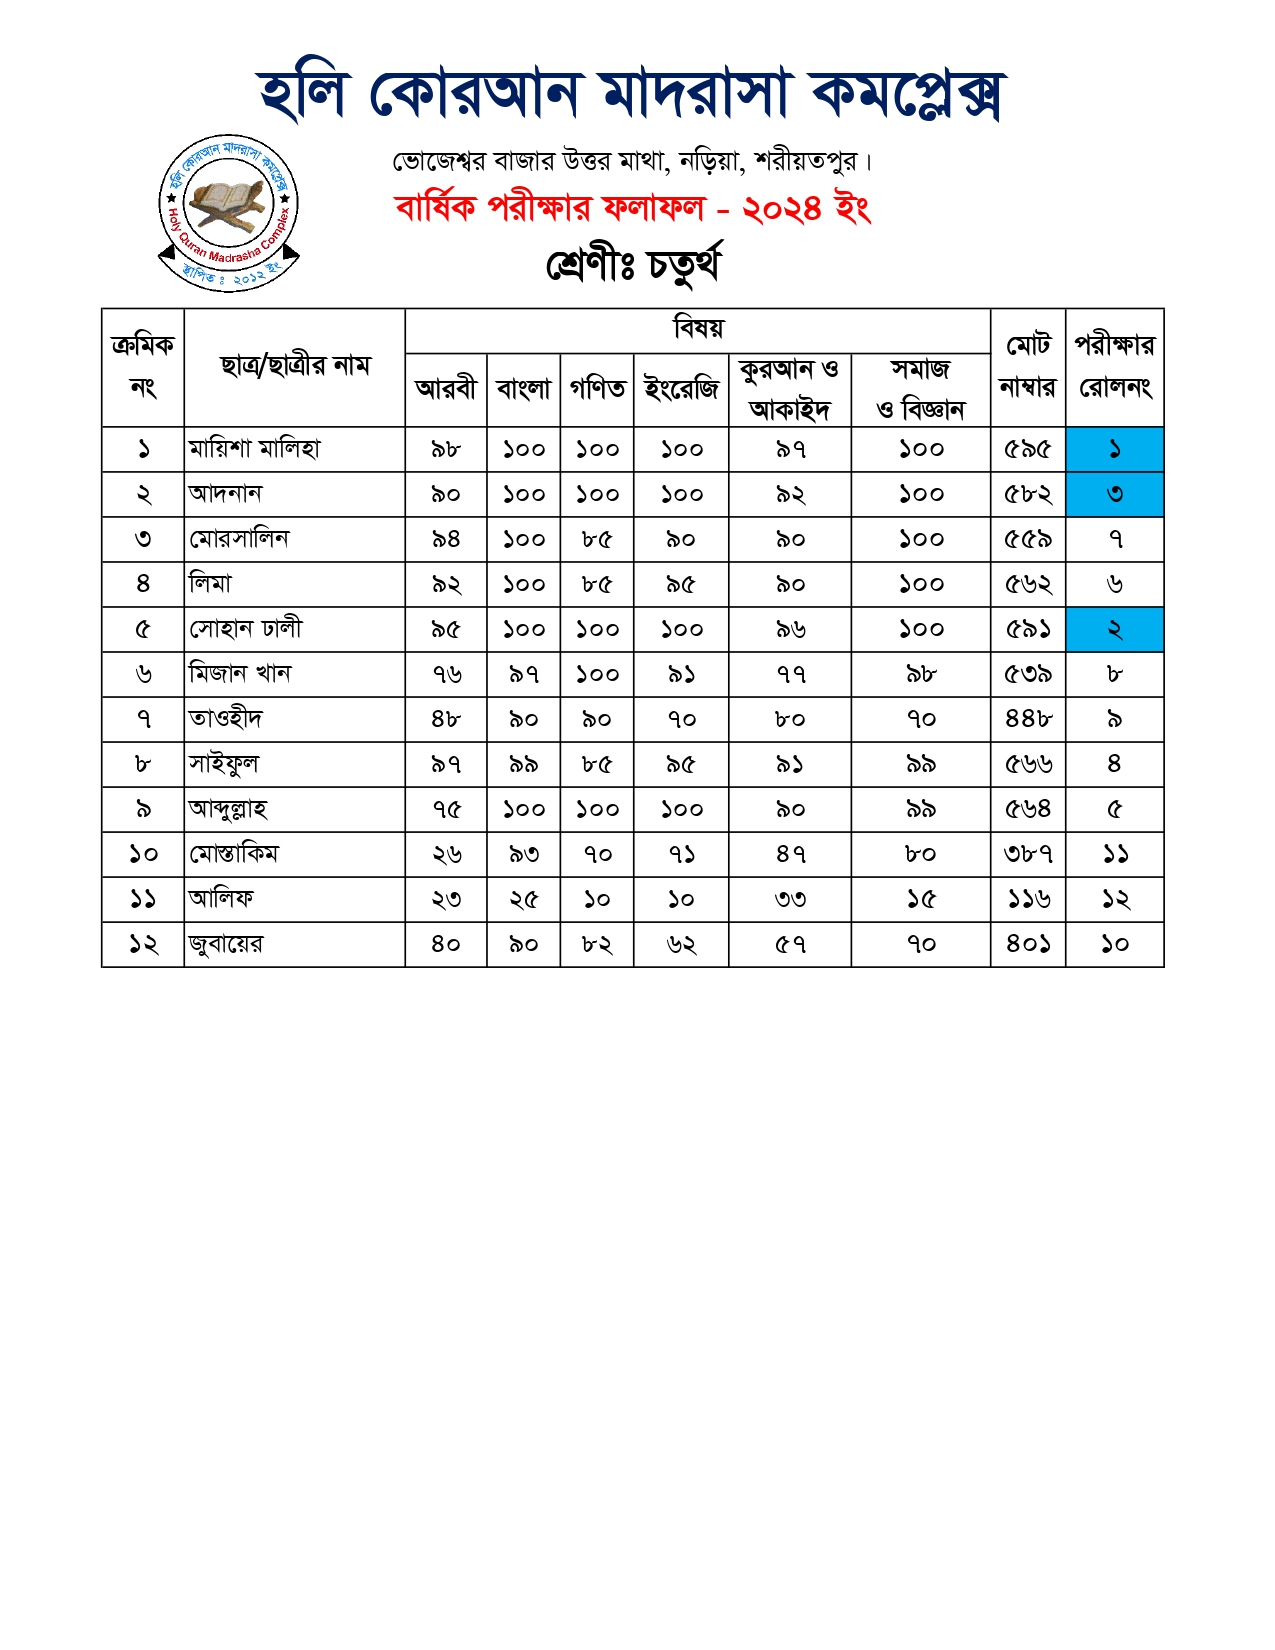 হলি কোরআন মাদরাসা কমপ্লেক্স
হলি কোরআন মাদরাসা কমপ্লেক্স
Holy Quran Madrasha Complex
স্থাপিত ঃ ২০১২ ইং
ভোজেশ্বর বাজার উত্তর মাথা, নড়িয়া, শরীয়তপুর।
বার্ষিক পরীক্ষার ফলাফল - ২০২৪ ইং
শ্রেণীঃ চতুর্থ
ক্রমিক নং ছাত্র/ছাত্রীর নাম বিষয় মোট নাম্বার পরীক্ষার রোলনং
আরবী বাংলা গণিত ইংরেজি কুরআন ও আকাইদ সমাজ ও বিজ্ঞান
১ মায়িশা মালিহা ৯৮ ১০০ ১০০ ১০০ ৯৭ ১০০ ৫৯৫ ১
২ আদনান ৯০ ১০০ ১০০ ১০০ ৯২ ১০০ ৫৮২ ৩
৩ মোরসালিন ৯৪ ১০০ ৮৫ ৯০ ৯০ ১০০ ৫৫৯ ৭
৪ লিমা ৯২ ১০০ ৮৫ ৯৫ ৯০ ১০০ ৫৬২ ৬
৫ সোহান ঢালী ৯৫ ১০০ ১০০ ১০০ ৯৬ ১০০ ৫৯১ ২
৬ মিজান খান ৭৬ ৯৭ ১০০ ৯১ ৭৭ ৯৮ ৫৩৯ ৮
৭ তাওহীদ ৪৮ ৯০ ৯০ ৭০ ৮০ ৭০ ৪৪৮ ৯
৮ সাইফুল ৯৭ ৯৯ ৮৫ ৯৫ ৯১ ৯৯ ৫৬৬ ৪
৯ আব্দুল্লাহ ৭৫ ১০০ ১০০ ১০০ ৯০ ৯৯ ৫৬৪ ৫
১০ মোস্তাকিম ২৬ ৯৩ ৭০ ৭১ ৪৭ ৮০ ৩৮৭ ১১
১১ আলিফ ২৩ ২৫ ১০ ১০ ৩৩ ১৫ ১১৬ ১২
১২ জুবায়ের ৪০ ৯০ ৮২ ৬২ ৫৭ ৭০ ৪০১ ১০